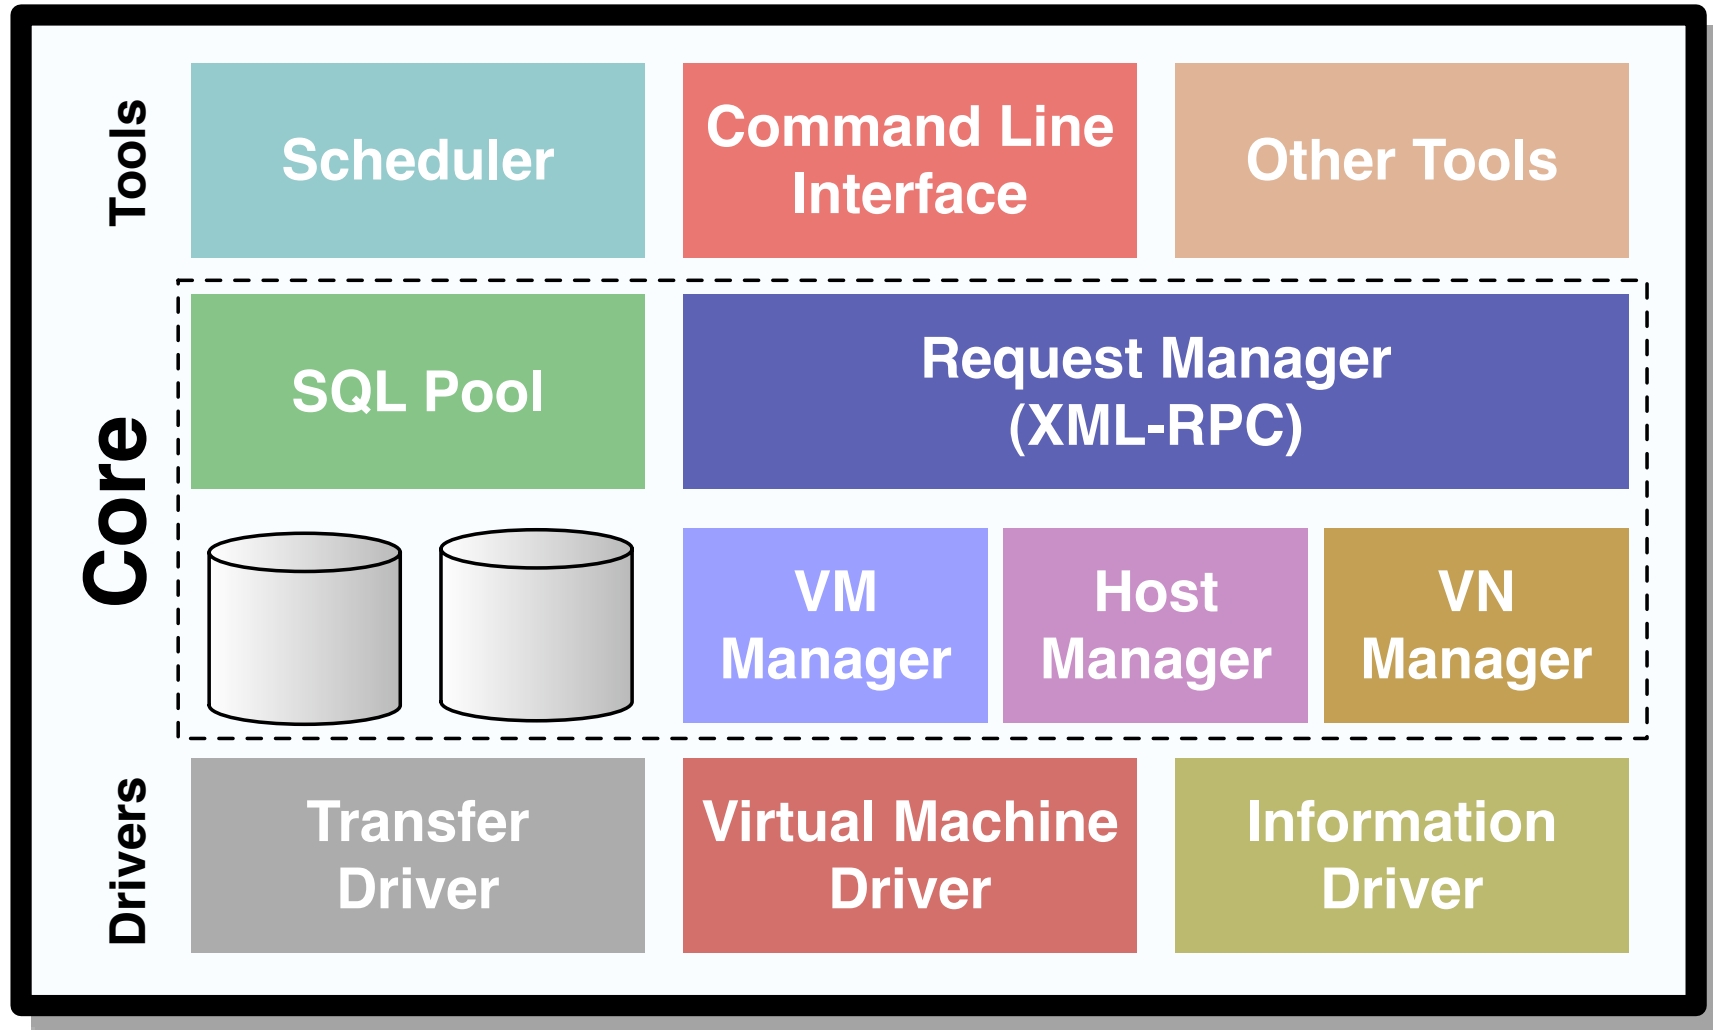 Tools
Scheduler
Command Line
Interface
Other Tools
Core
SQL Pool
Request Manager
(XML-RPC)
VM
Manager
Host
Manager
VN
Manager
Drivers
Transfer
Driver
Virtual Machine
Driver
Information
Driver